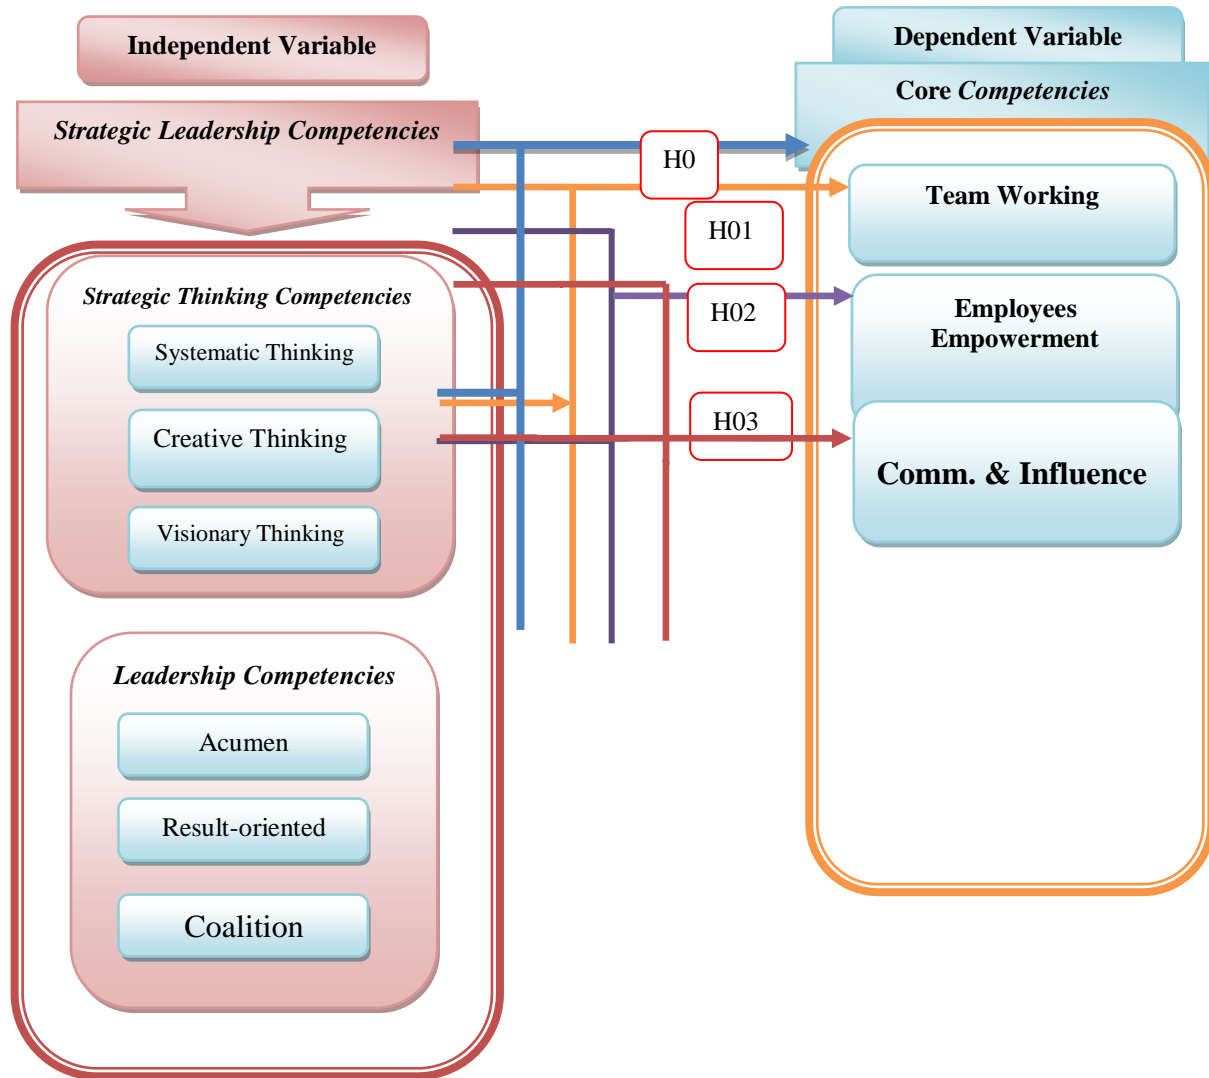 Independent Variable
Strategic Leadership Competencies
Strategic Thinking Competencies
Systematic Thinking
Creative Thinking
Visionary Thinking
Leadership Competencies
Acumen
Result-oriented
Coalition
H0
H01
H02
H03
Dependent Variable
Core Competencies
Team Working
Employees
Empowerment
Comm. & Influence